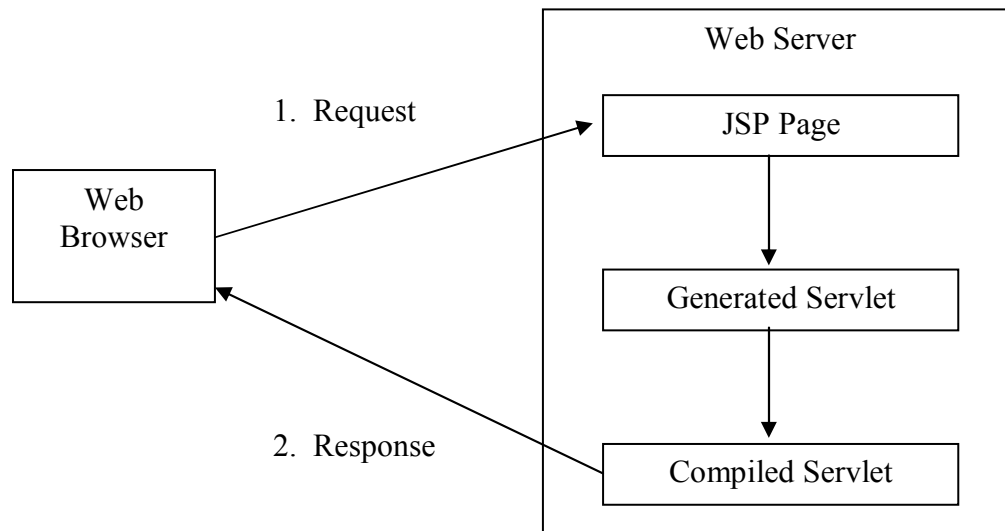 Web Server
1. Request
JSP Page
Web
Browser
Generated Servlet
2. Response
Compiled Servlet